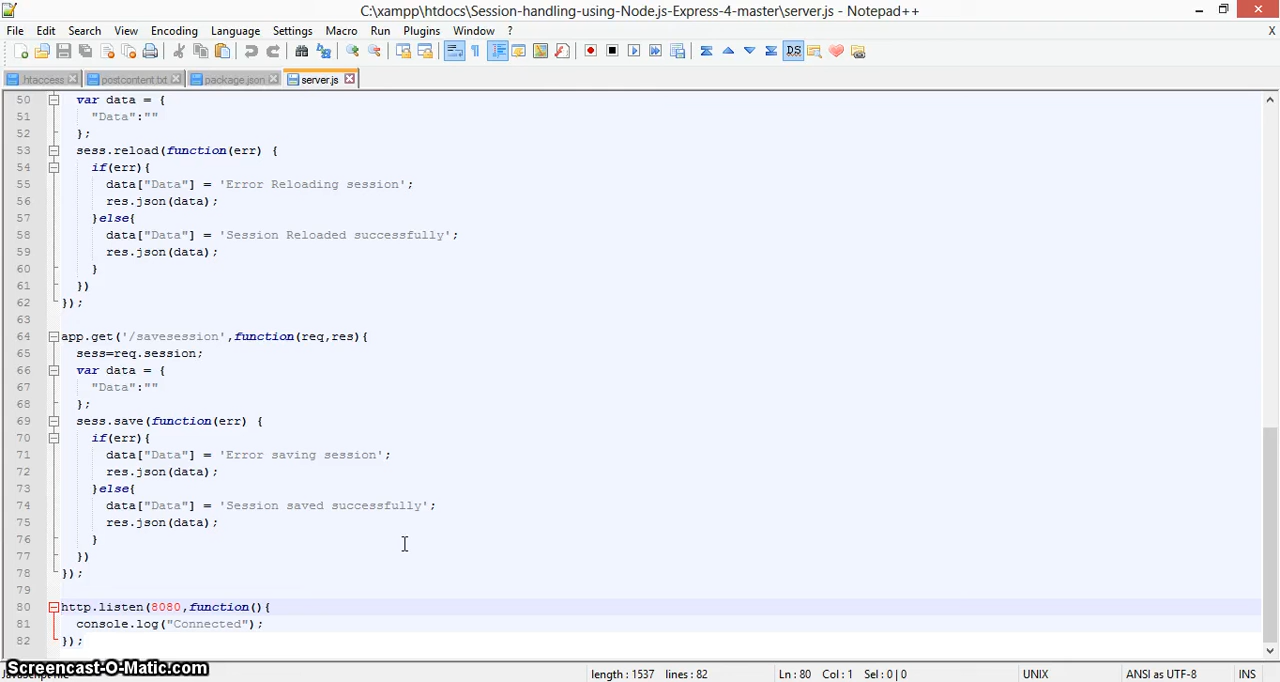 C:\xampp\htdocs\Session-handling-using-Node.js-Express-4-master\server.js - Notepad++
File Edit Search View Encoding Language Settings Macro Run Plugins Window ? X
.htaccess postcontent.txt package.json server.js
50 var data = {
51 "Data":""
52 };
53 sess.reload(function(err) {
54 if(err){
55 data["Data"] = 'Error Reloading session';
56 res.json(data);
57 }else{
58 data["Data"] = 'Session Reloaded successfully';
59 res.json(data);
60 }
61 })
62 });
63
64 app.get('/savesession',function(req,res){
65 sess=req.session;
66 var data = {
67 "Data":""
68 };
69 sess.save(function(err) {
70 if(err){
71 data["Data"] = 'Error saving session';
72 res.json(data);
73 }else{
74 data["Data"] = 'Session saved successfully';
75 res.json(data);
76 }
77 })
78 });
79
80 http.listen(8080,function(){
81 console.log("Connected");
82 });
Screencast-O-Matic.com
length : 1537 lines : 82 Ln : 80 Col : 1 Sel : 0 | 0 UNIX ANSI as UTF-8 INS